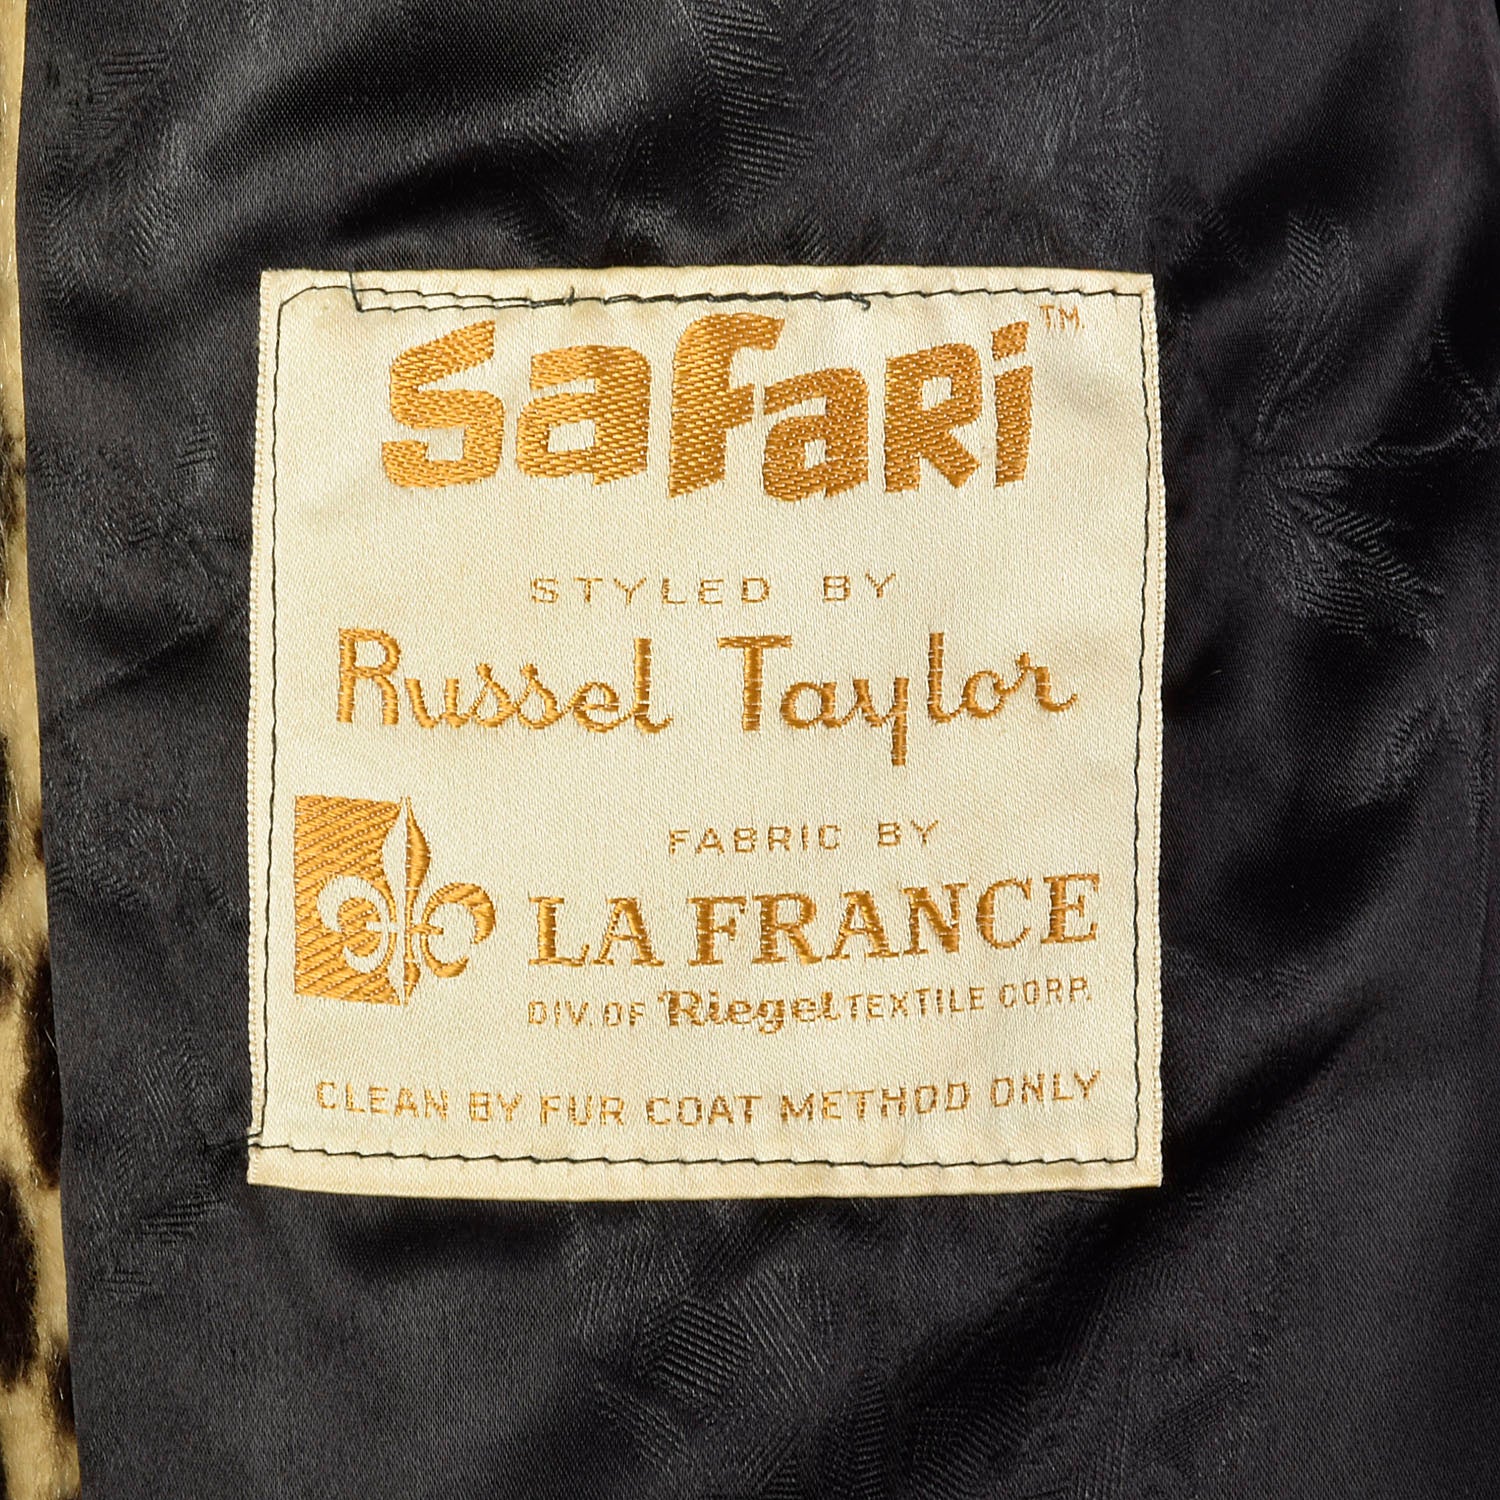 Safari T.M.
STYLED BY
Russel Taylor
FABRIC BY
LA FRANCE
DIV. OF Riegel TEXTILE CORP.
CLEAN BY FUR COAT METHOD ONLY